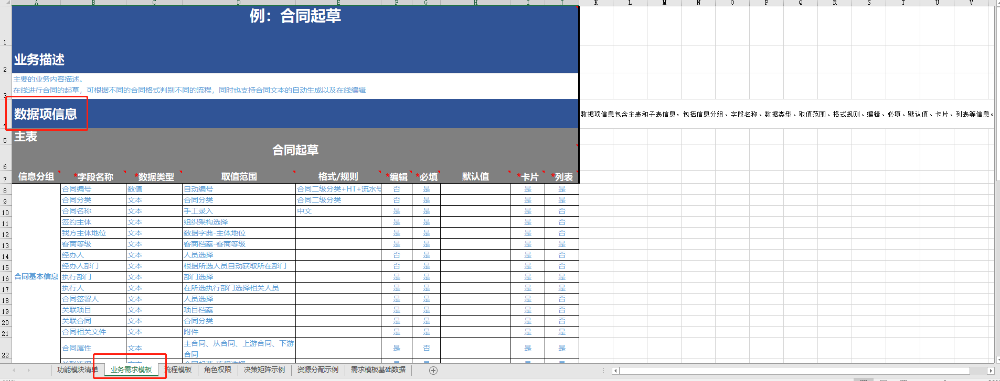 A B C D E F G H I J K L M N O P Q R S T U V
1 例：合同起草
2 业务描述
主要的业务内容描述。
3 在线进行合同的起草，可根据不同的合同格式判别不同的流程，同时也支持合同文本的自动生成以及在线编辑
4 数据项信息 数据项信息包含主表和子表信息，包括信息分组、字段名称、数据类型、取值范围、格式规则、编辑、必填、默认值、卡片、列表等信息。
5 主表
6 合同起草
7 信息分组 *字段名称 *数据类型 取值范围 格式/规则 *编辑 *必填 默认值 *卡片 *列表
8 合同编号 数值 自动编号 合同二级分类+HT+流水号 否 是 是 是
9 合同分类 文本 合同分类 合同二级分类 否 是 是 是
10 合同名称 文本 手工录入 中文 是 是 是 否
11 签约主体 文本 组织架构选择 是 是 是 否
12 我方主体地位 文本 数据字典-主体地位 是 是 是 否
13 客商等级 文本 客商档案-客商等级 是 是 是 是
14 经办人 文本 人员选择 否 是 是 否
15 经办人部门 文本 根据所选人员自动获取所在部门 否 是 是 否
16 合同基本信息 执行部门 文本 部门选择 是 是 是 是
17 执行人 文本 在所选执行部门选择相关人员 是 是 是 是
18 合同签署人 文本 人员选择 是 是 是 否
19 关联项目 文本 项目档案 是 是 是 否
20 关联合同 文本 合同分类 是 是 是 否
21 合同相关文件 文本 附件 是 是 是 是
主合同、从合同、上游合同、下游
22 合同属性 文本 合同 是 否 是 是
功能模块清单 业务需求模板 流程模板 角色权限 决策矩阵示例 资源分配示例 需求模板基础数据